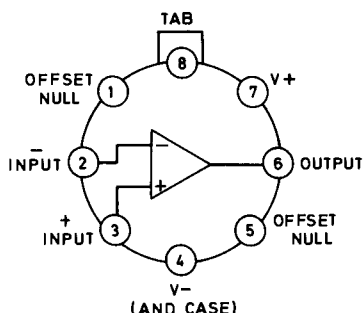 TAB
8
OFFSET
NULL
1
7
V+
−
INPUT
2
−
6
OUTPUT
+
+
INPUT
3
5
OFFSET
NULL
4
V−
(AND CASE)